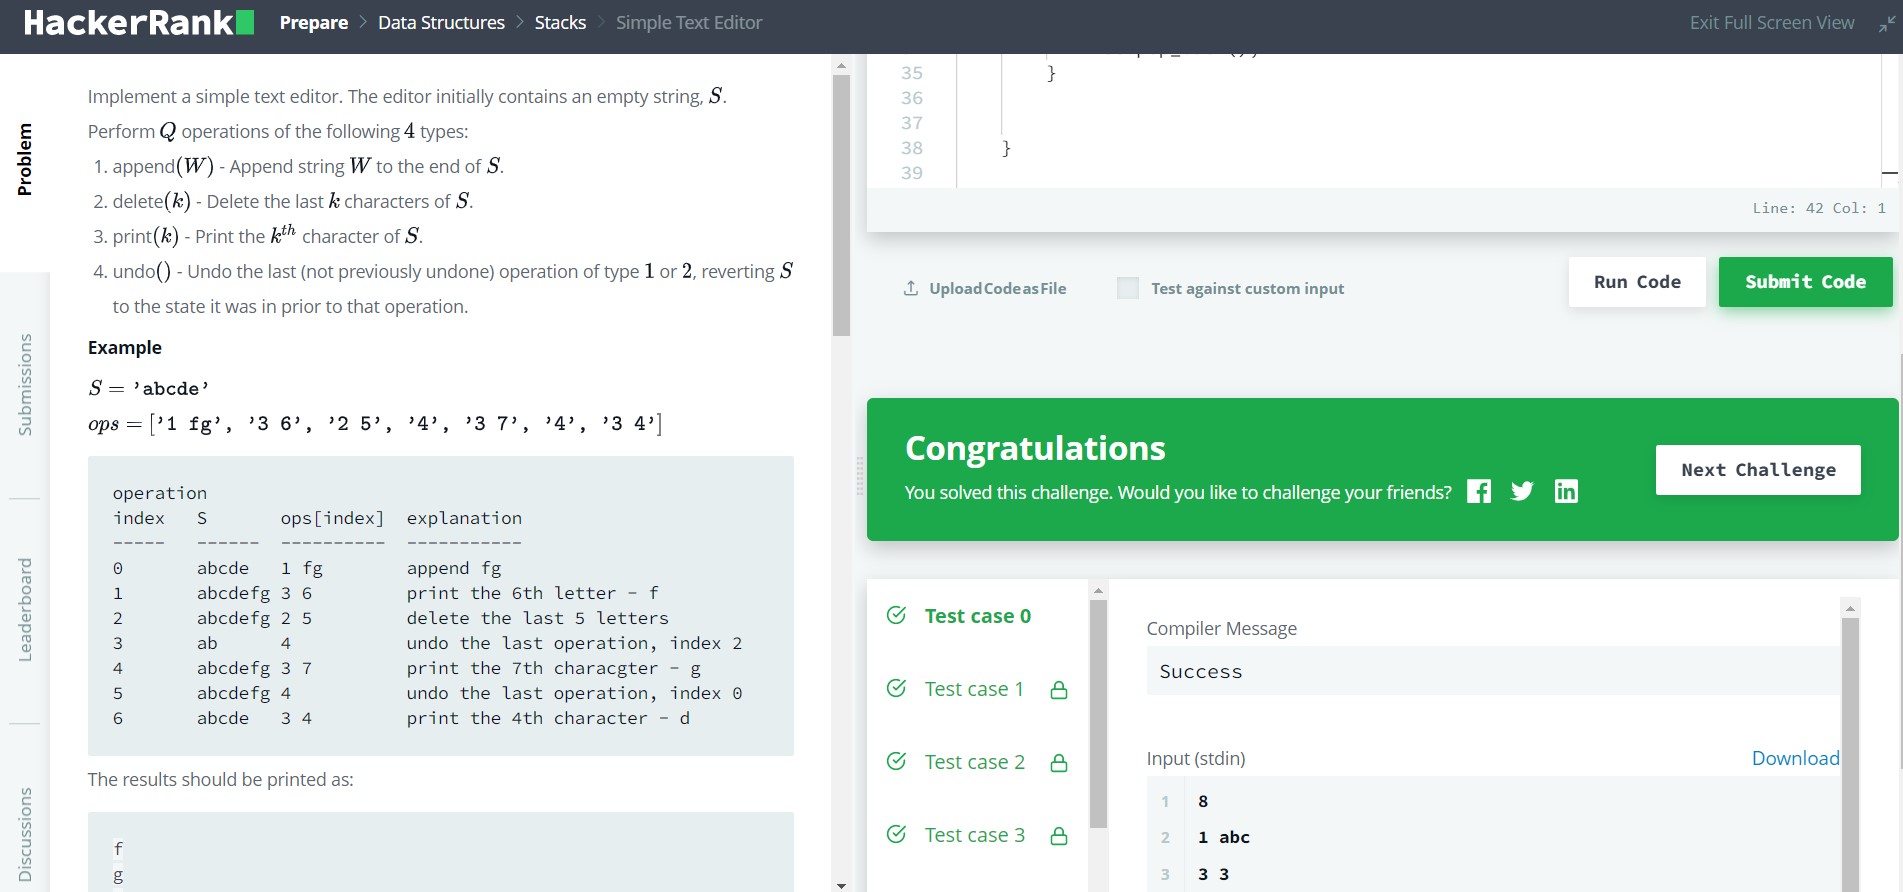 HackerRank Prepare > Data Structures > Stacks > Simple Text Editor Exit Full Screen View
Problem
Submissions
Leaderboard
Discussions
Implement a simple text editor. The editor initially contains an empty string, S.
Perform Q operations of the following 4 types:
1. append(W) - Append string W to the end of S.
2. delete(k) - Delete the last k characters of S.
3. print(k) - Print the kth character of S.
4. undo() - Undo the last (not previously undone) operation of type 1 or 2, reverting S
to the state it was in prior to that operation.
Example
S = 'abcde'
ops = ['1 fg', '3 6', '2 5', '4', '3 7', '4', '3 4']
operation
index S ops[index] explanation
----- ------ ---------- -----------
0 abcde 1 fg append fg
1 abcdefg 3 6 print the 6th letter - f
2 abcdefg 2 5 delete the last 5 letters
3 ab 4 undo the last operation, index 2
4 abcdefg 3 7 print the 7th characgter - g
5 abcdefg 4 undo the last operation, index 0
6 abcde 3 4 print the 4th character - d
The results should be printed as:
f
g
35 }
36
37
38 }
39
Line: 42 Col: 1
Upload Code as File Test against custom input Run Code Submit Code
Congratulations
You solved this challenge. Would you like to challenge your friends?
Next Challenge
Test case 0
Test case 1
Test case 2
Test case 3
Compiler Message
Success
Input (stdin) Download
1 8
2 1 abc
3 3 3